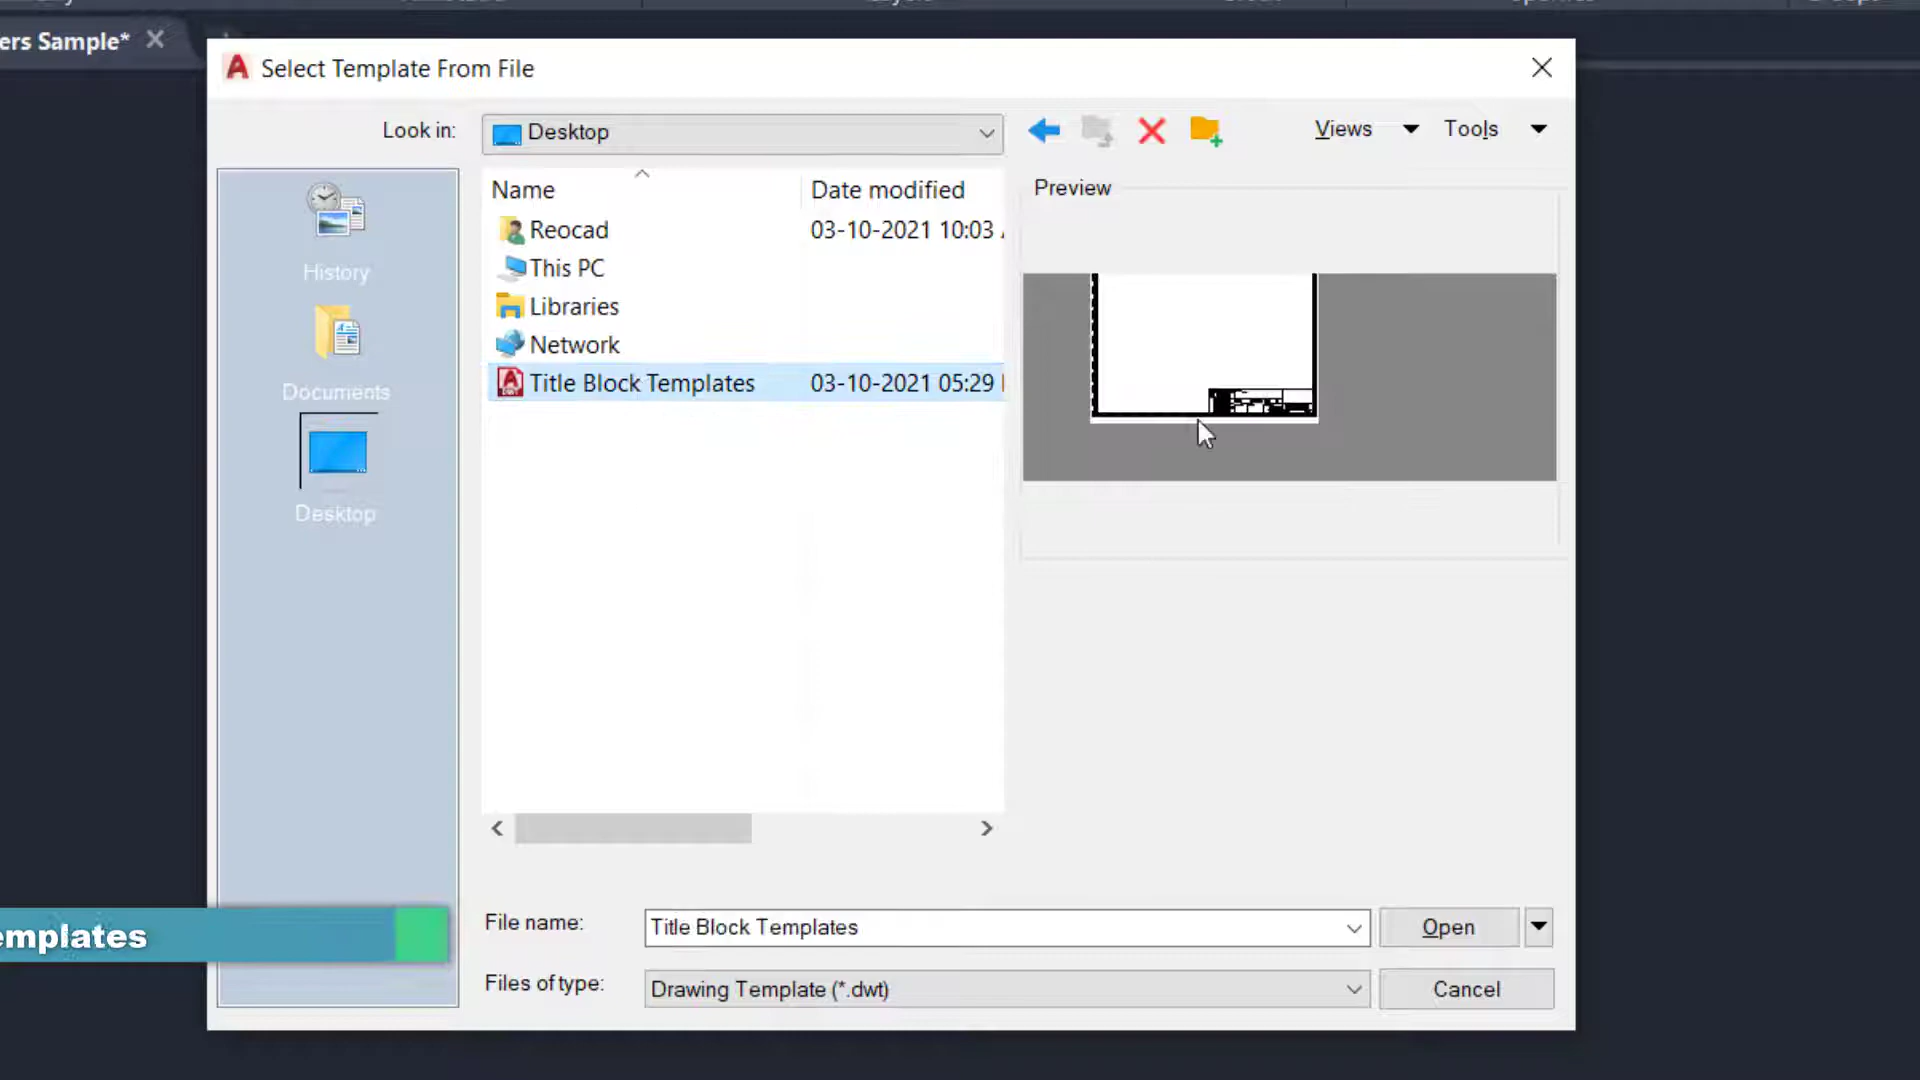 ers Sample*
Select Template From File
Look in:
Desktop
Views
Tools
Name
Date modified
Preview
Reocad
03-10-2021 10:03
This PC
Libraries
Network
Title Block Templates
03-10-2021 05:29
History
Documents
Desktop
emplates
File name:
Title Block Templates
Open
Files of type:
Drawing Template (*.dwt)
Cancel